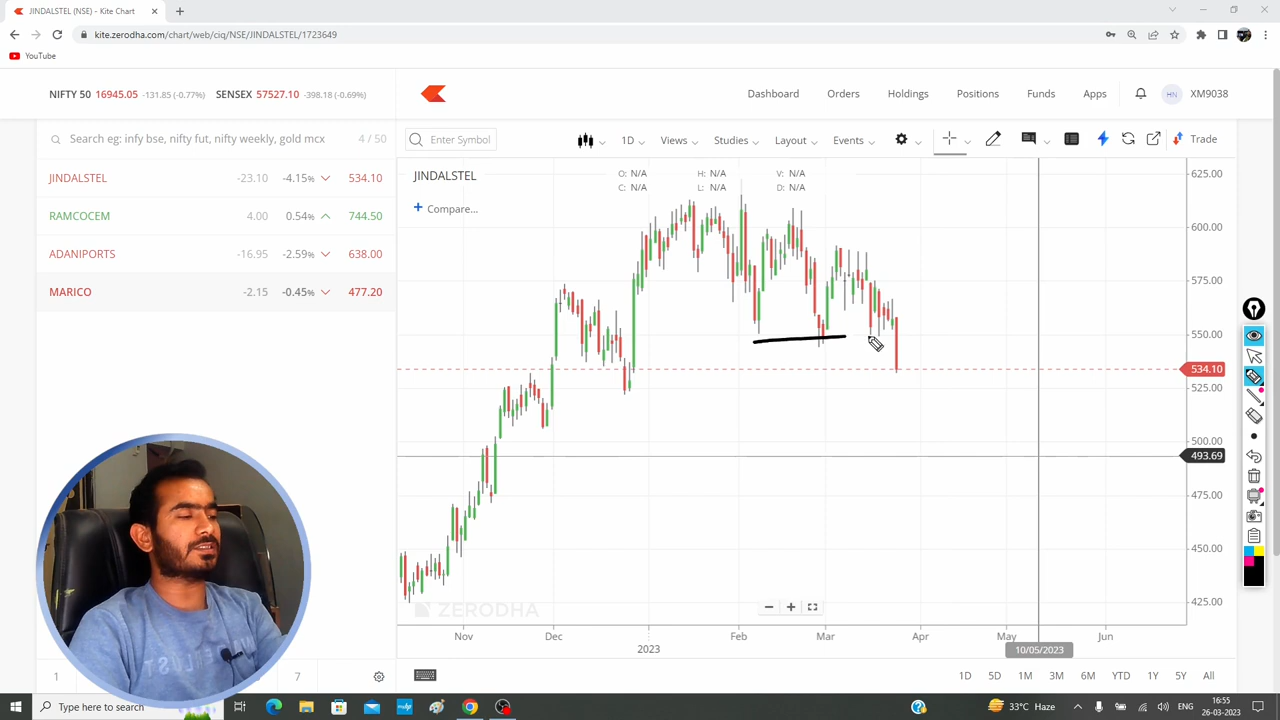 JINDALSTEL (NSE) - Kite Chart
kite.zerodha.com/chart/web/ciq/NSE/JINDALSTEL/1723649
YouTube
NIFTY 50 16945.05 -131.85 (-0.77%) SENSEX 57527.10 -398.18 (-0.69%)
Dashboard Orders Holdings Positions Funds Apps HN XM9038
Search eg: infy bse, nifty fut, nifty weekly, gold mcx 4 / 50
Enter Symbol 1D Views Studies Layout Events Trade
JINDALSTEL -23.10 -4.15% 534.10
RAMCOCEM 4.00 0.54% 744.50
ADANIPORTS -16.95 -2.59% 638.00
MARICO -2.15 -0.45% 477.20
JINDALSTEL
O: N/A H: N/A V: N/A
C: N/A L: N/A D: N/A
Compare...
625.00
600.00
575.00
550.00
534.10
525.00
500.00
493.69
475.00
450.00
425.00
ZERODHA
Nov Dec Feb Mar Apr May Jun
2023
10/05/2023
1 7
1D 5D 1M 3M 6M YTD 1Y 5Y All
Type here to search
33°C Haze
ENG
16:55
26-03-2023